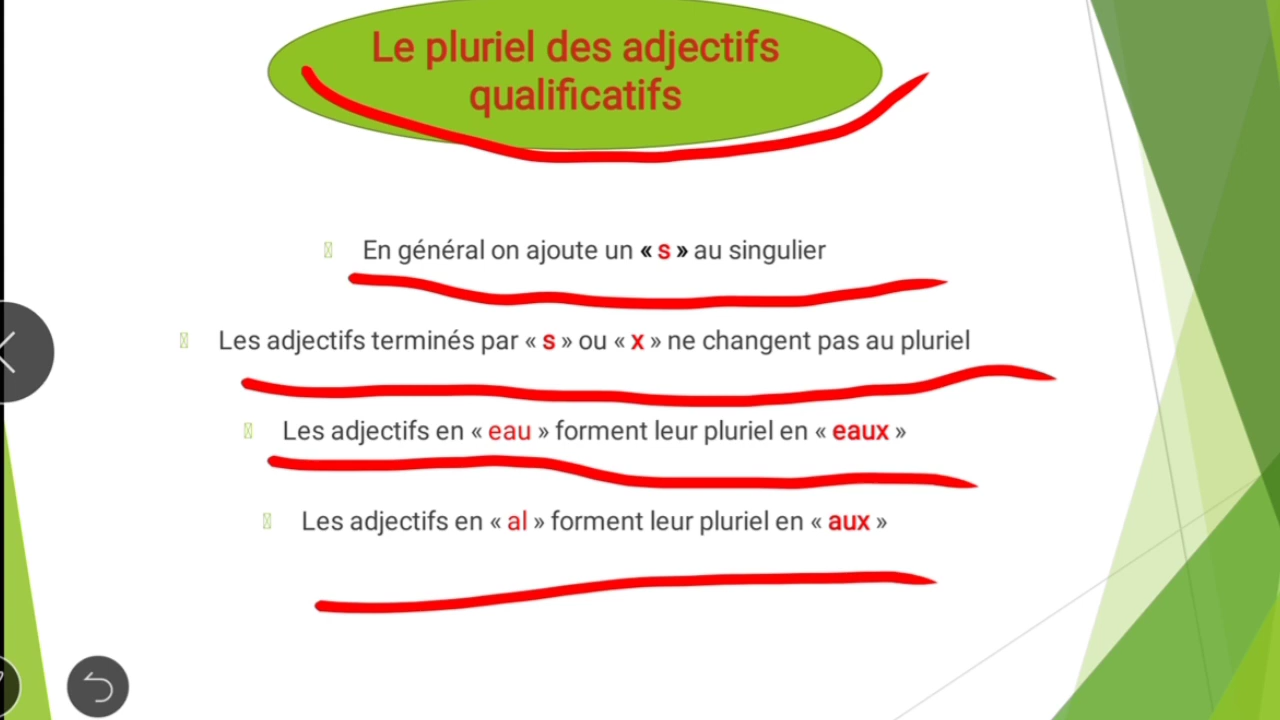 Le pluriel des adjectifs
qualificatifs
En général on ajoute un « s » au singulier
Les adjectifs terminés par « s » ou « x » ne changent pas au pluriel
Les adjectifs en « eau » forment leur pluriel en « eaux »
Les adjectifs en « al » forment leur pluriel en « aux »